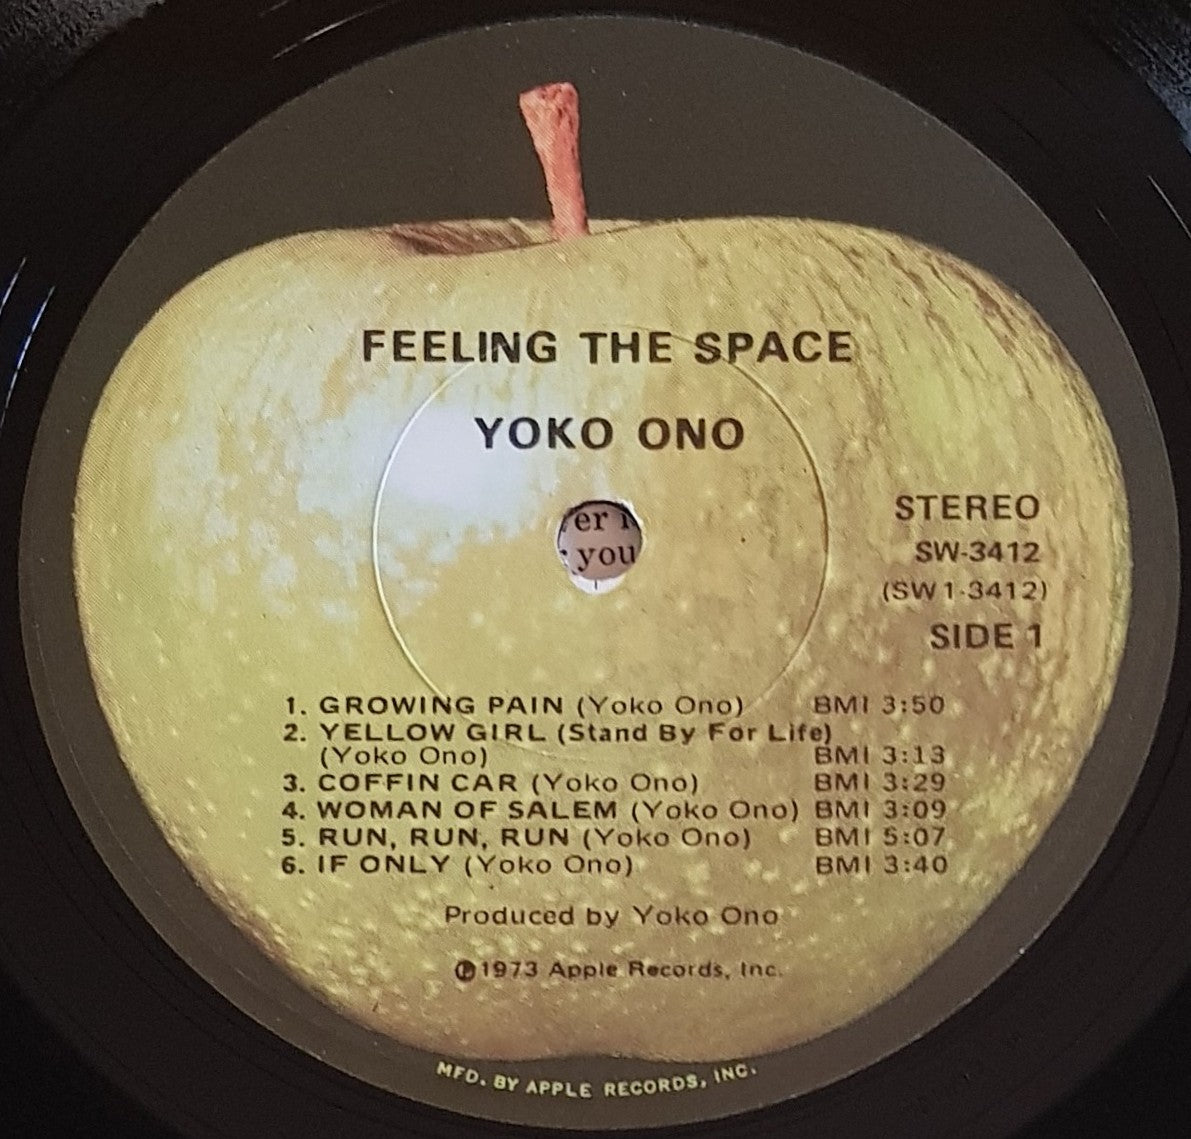 FEELING THE SPACE
YOKO ONO
er
you
STEREO
SW-3412
(SW1-3412)
SIDE 1
1. GROWING PAIN (Yoko Ono) BMI 3:50
2. YELLOW GIRL (Stand By For Life)
(Yoko Ono) BMI 3:13
3. COFFIN CAR (Yoko Ono) BMI 3:29
4. WOMAN OF SALEM (Yoko Ono) BMI 3:09
5. RUN, RUN, RUN (Yoko Ono) BMI 5:07
6. IF ONLY (Yoko Ono) BMI 3:40
Produced by Yoko Ono
℗1973 Apple Records, Inc.
MFD. BY APPLE RECORDS, INC.